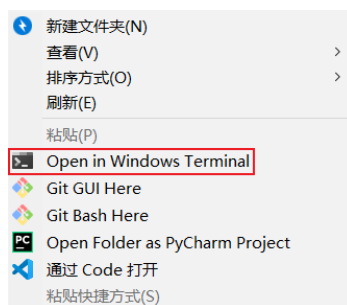 新建文件夹(N)
查看(V)
排序方式(O)
刷新(E)
粘贴(P)
Open in Windows Terminal
Git GUI Here
Git Bash Here
PC Open Folder as PyCharm Project
通过 Code 打开
粘贴快捷方式(S)